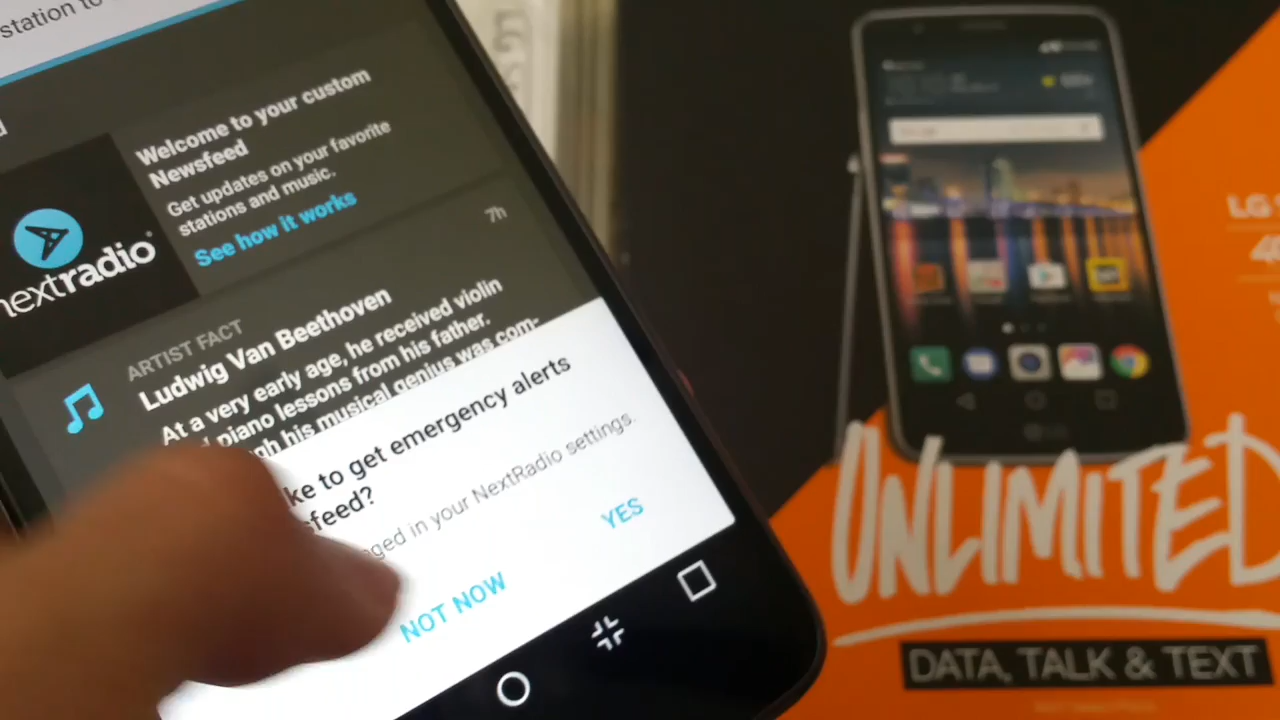 station to
Welcome to your custom
Newsfeed
Get updates on your favorite
stations and music.
See how it works
nextradio
7h
ARTIST FACT
Ludwig Van Beethoven
At a very early age, he received violin
piano lessons from his father.
his musical genius was com-
ke to get emergency alerts
sfeed?
ged in your NextRadio settings.
NOT NOW
YES
LG
UNLIMITED
DATA, TALK & TEXT